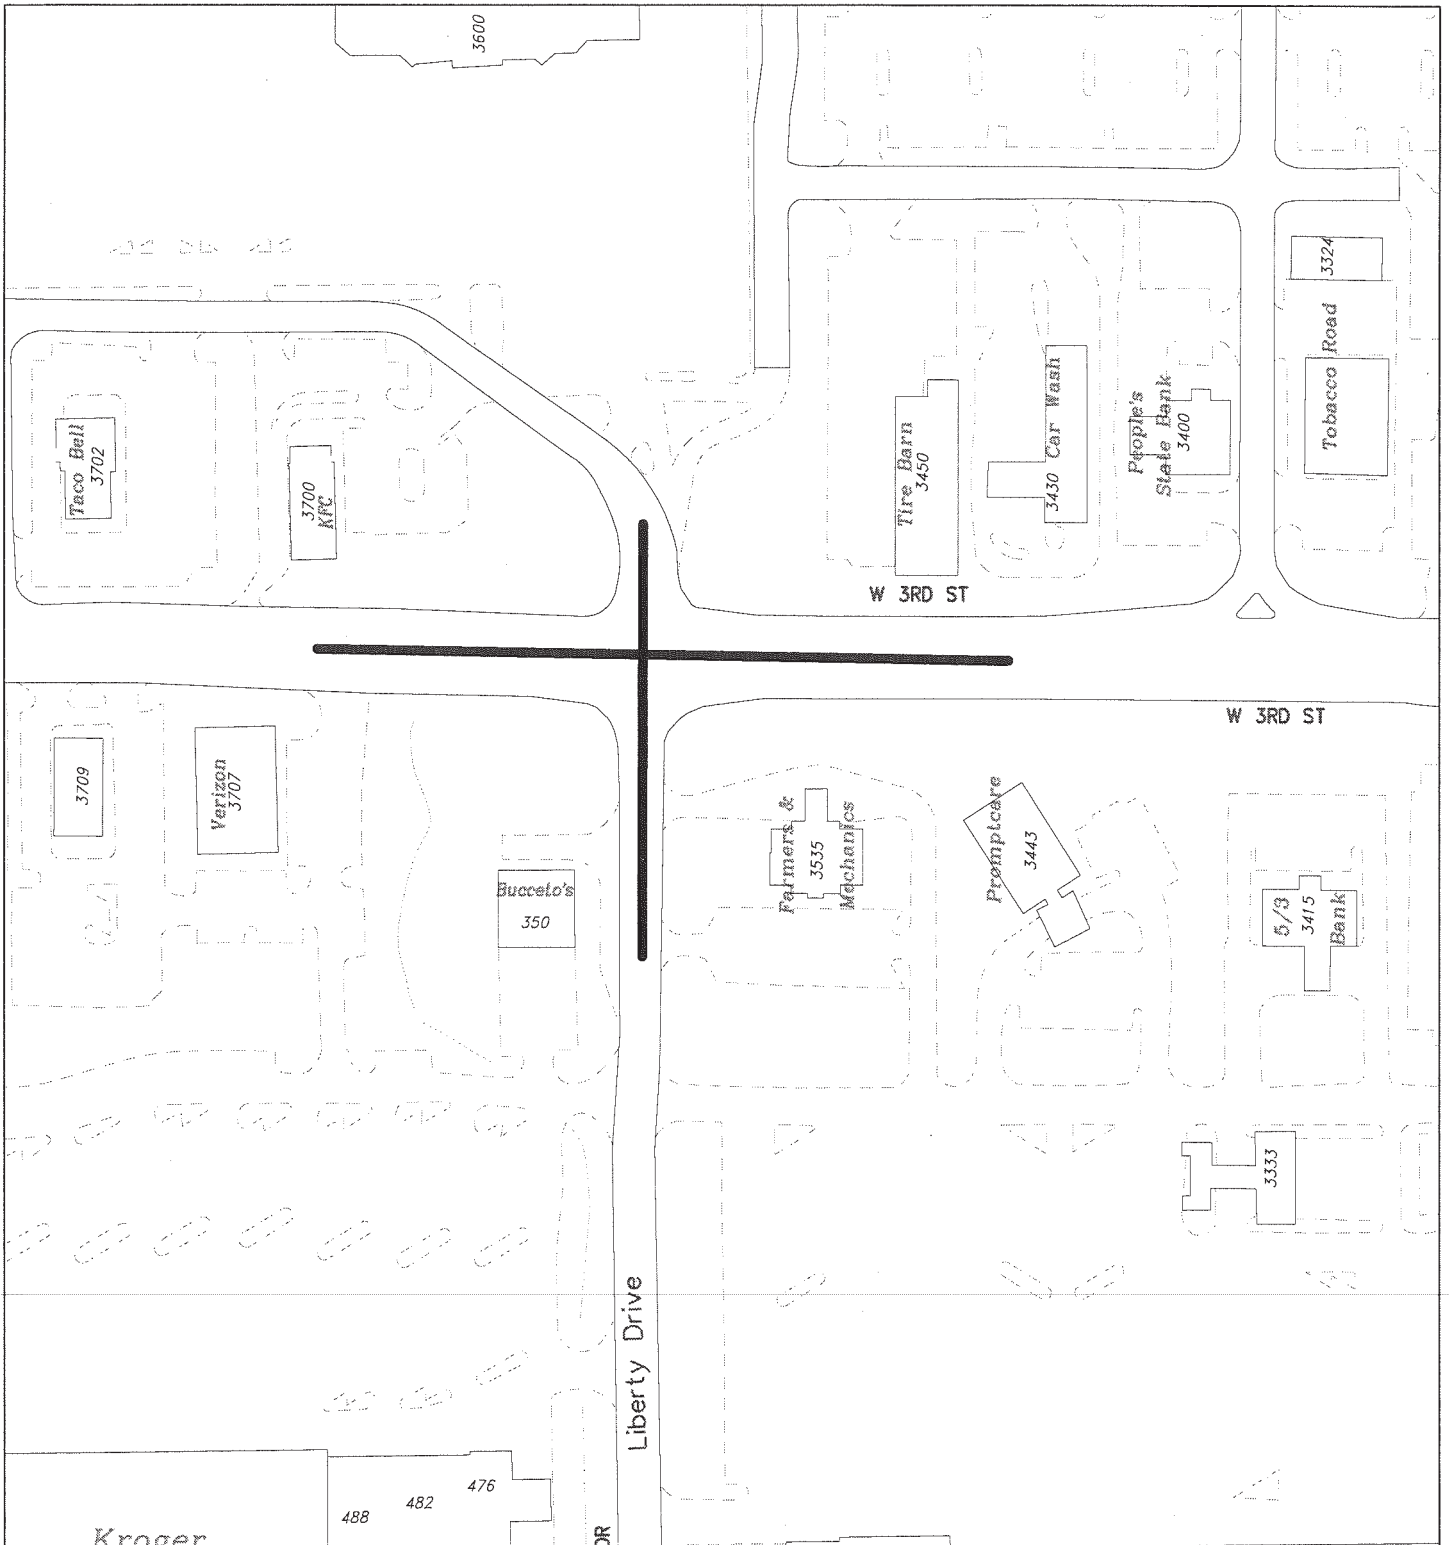 3600
3324
Tobacco Road
Taco Bell
3702
3700
KFC
Tire Barn
3450
Car Wash
3430
People's
State Bank
3400
W 3RD ST
W 3RD ST
3709
Verizon
3707
Bucceto's
350
Farmers &
3535
Mechanics
Promptcare
3443
5/3
3415
Bank
3333
Liberty Drive
476
482
488
Kroger
DR